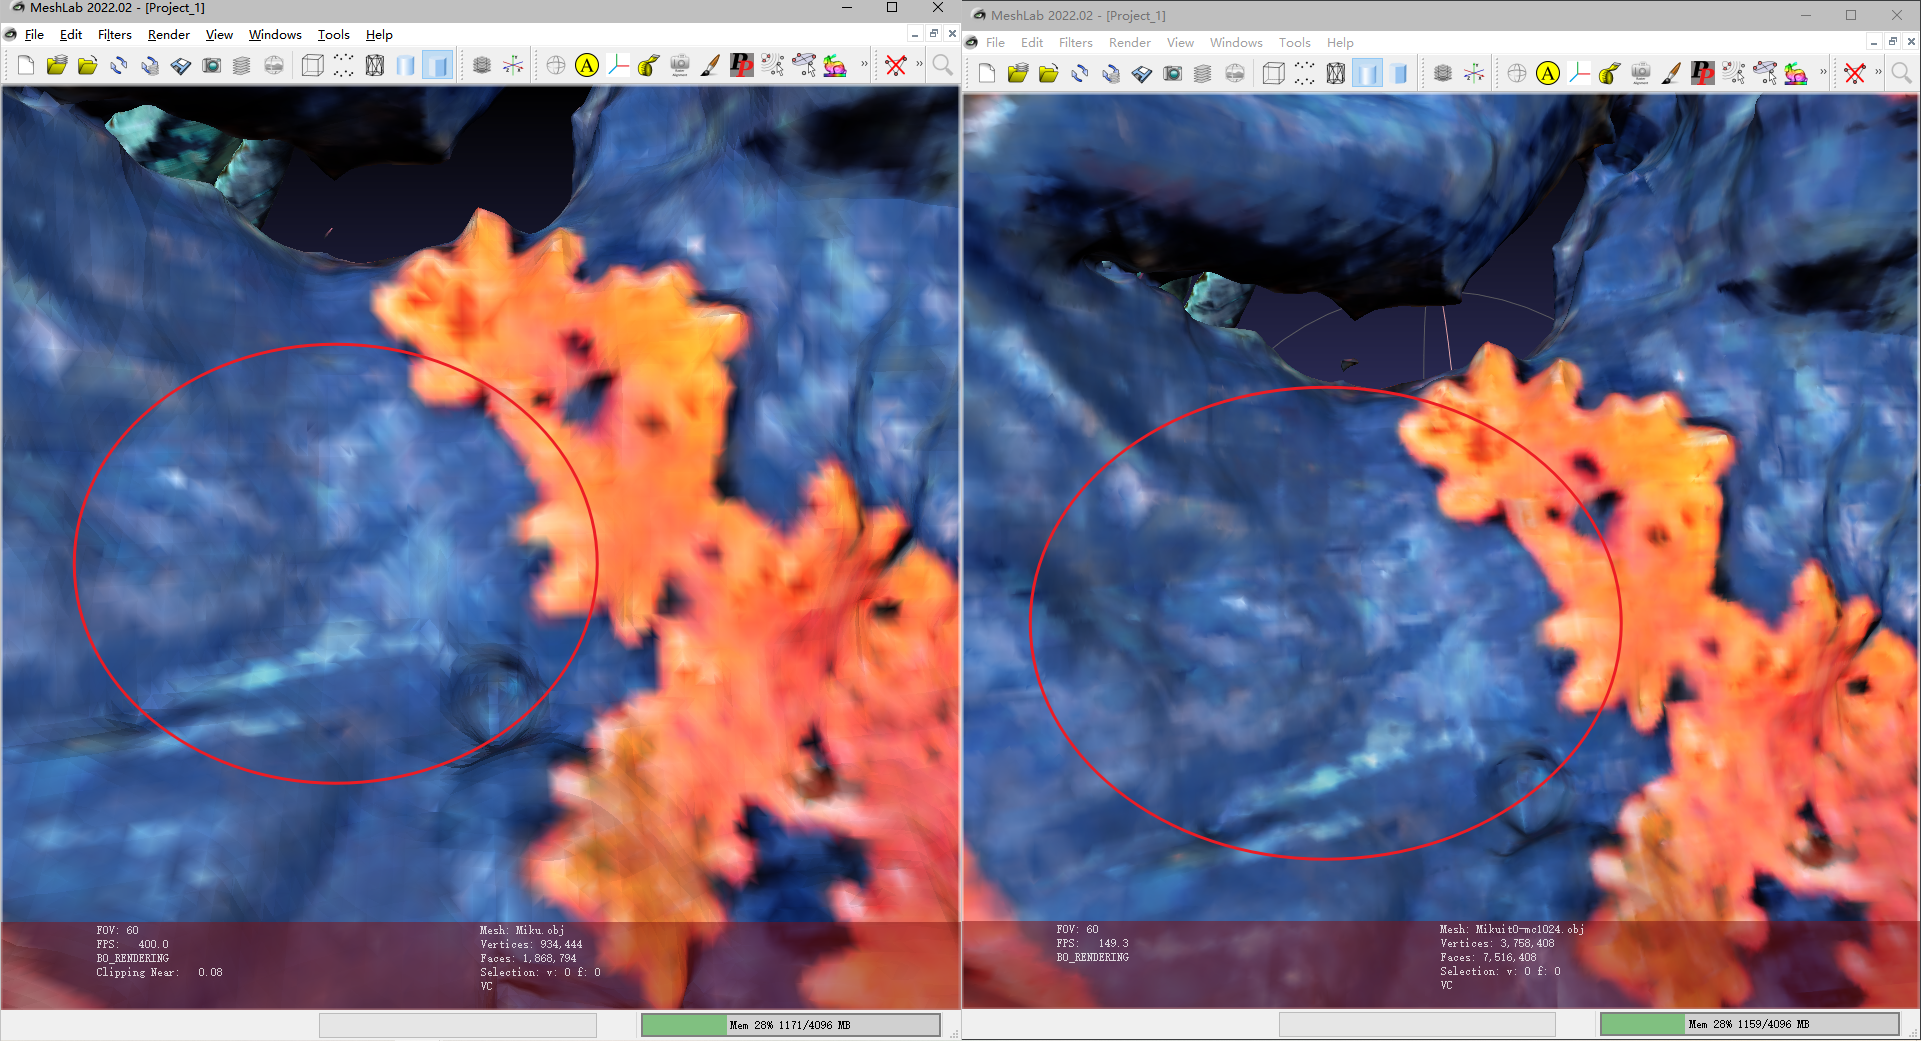 MeshLab 2022.02 - [Project_1]
File Edit Filters Render View Windows Tools Help
A
PP
FOV: 60
FPS: 400.0
BO_RENDERING
Clipping Near: 0.08
Mesh: Miku.obj
Vertices: 934,444
Faces: 1,868,794
Selection: v: 0 f: 0
VC
Mem 28% 1171/4096 MB
MeshLab 2022.02 - [Project_1]
File Edit Filters Render View Windows Tools Help
A
PP
FOV: 60
FPS: 149.3
BO_RENDERING
Mesh: Mikuit0-mc1024.obj
Vertices: 3,758,408
Faces: 7,516,408
Selection: v: 0 f: 0
VC
Mem 28% 1159/4096 MB